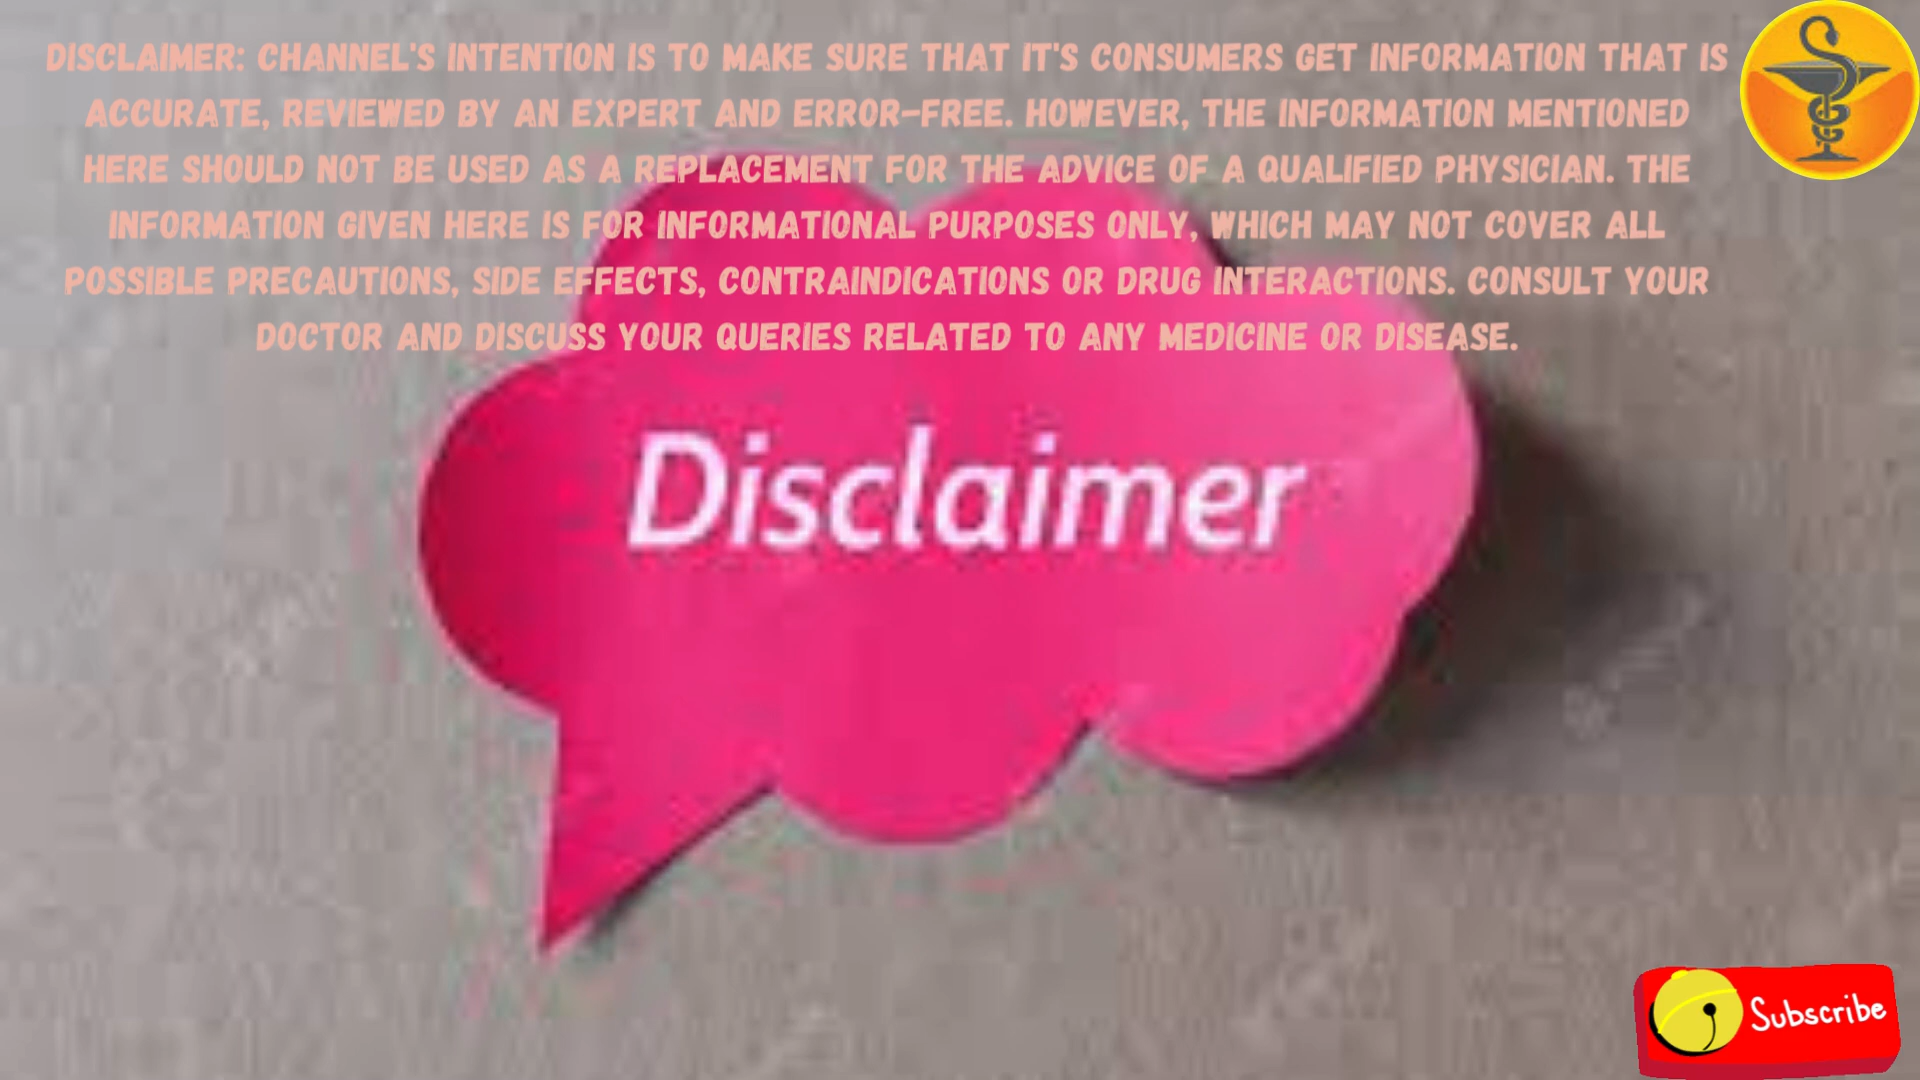 DISCLAIMER: CHANNEL'S INTENTION IS TO MAKE SURE THAT IT'S CONSUMERS GET INFORMATION THAT IS
ACCURATE, REVIEWED BY AN EXPERT AND ERROR-FREE. HOWEVER, THE INFORMATION MENTIONED
HERE SHOULD NOT BE USED AS A REPLACEMENT FOR THE ADVICE OF A QUALIFIED PHYSICIAN. THE
INFORMATION GIVEN HERE IS FOR INFORMATIONAL PURPOSES ONLY, WHICH MAY NOT COVER ALL
POSSIBLE PRECAUTIONS, SIDE EFFECTS, CONTRAINDICATIONS OR DRUG INTERACTIONS. CONSULT YOUR
DOCTOR AND DISCUSS YOUR QUERIES RELATED TO ANY MEDICINE OR DISEASE.
Disclaimer
Subscribe